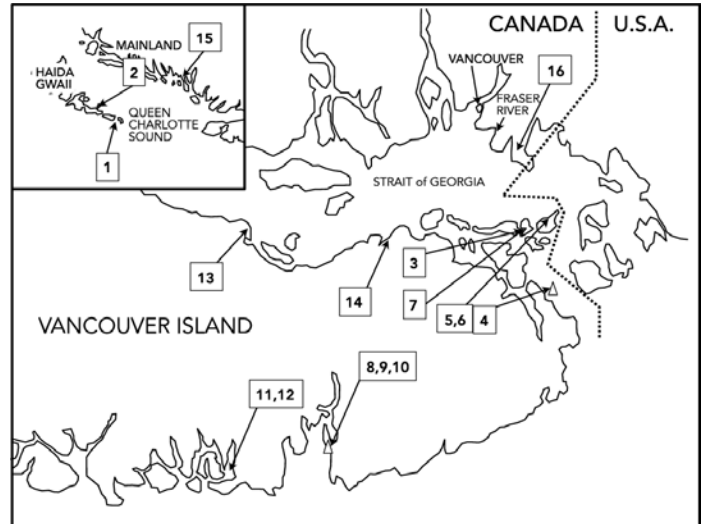 CANADA
U.S.A.
MAINLAND
15
HAIDA
GWAII
2
QUEEN
CHARLOTTE
SOUND
1
VANCOUVER
16
FRASER
RIVER
STRAIT of GEORGIA
3
13
7
14
5,6
4
VANCOUVER ISLAND
8,9,10
11,12